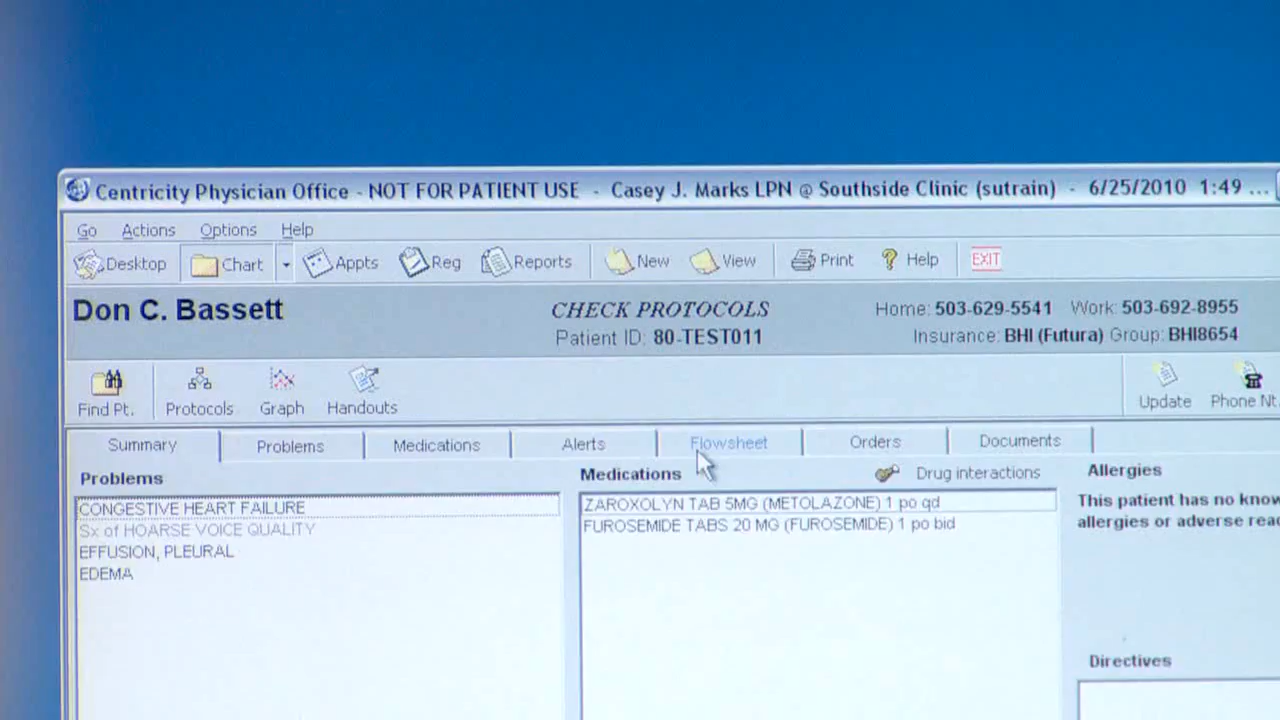 Centricity Physician Office - NOT FOR PATIENT USE - Casey J. Marks LPN @ Southside Clinic (sutrain) - 6/25/2010 1:49 ...
Go Actions Options Help
Desktop Chart Appts Reg Reports New View Print Help EXIT
Don C. Bassett CHECK PROTOCOLS Home: 503-629-5541 Work: 503-692-8955
Patient ID: 80-TEST011 Insurance: BHI (Futura) Group: BHI8654
Find Pt. Protocols Graph Handouts Update Phone Nt.
Summary Problems Medications Alerts Flowsheet Orders Documents
Problems Medications Drug interactions Allergies
CONGESTIVE HEART FAILURE ZAROXOLYN TAB 5MG (METOLAZONE) 1 po qd This patient has no know
Sx of HOARSE VOICE QUALITY FUROSEMIDE TABS 20 MG (FUROSEMIDE) 1 po bid allergies or adverse reac
EFFUSION, PLEURAL
EDEMA
Directives